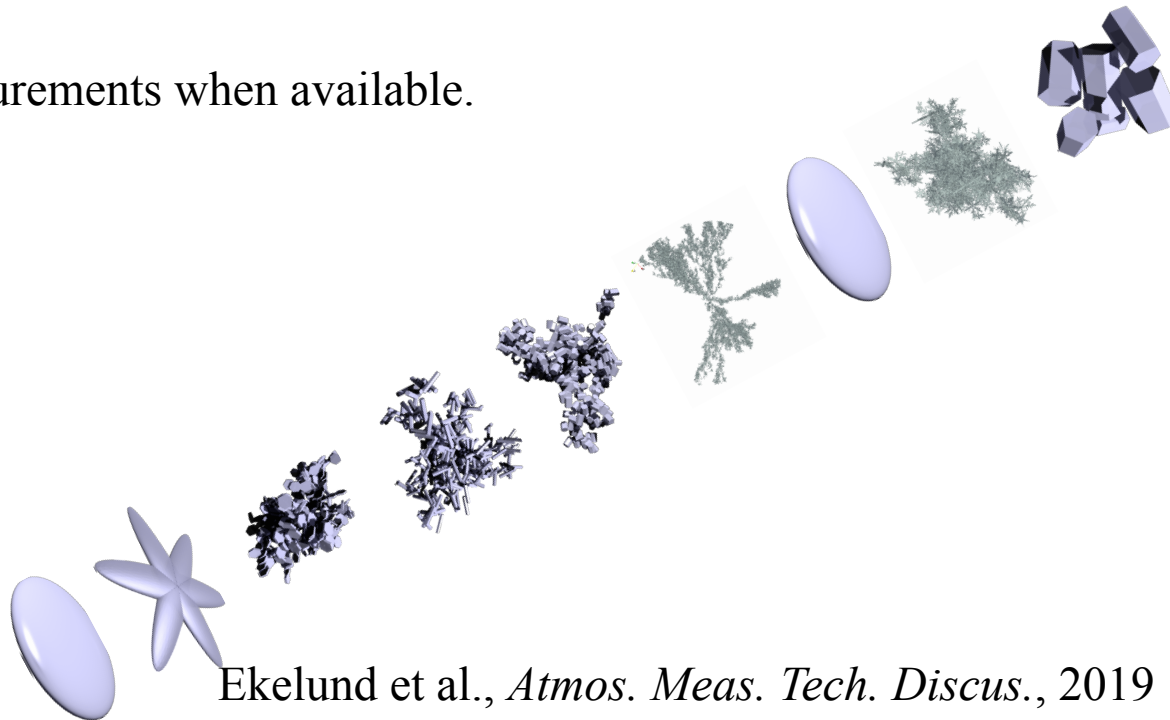 urements when available.
Ekelund et al., Atmos. Meas. Tech. Discus., 2019